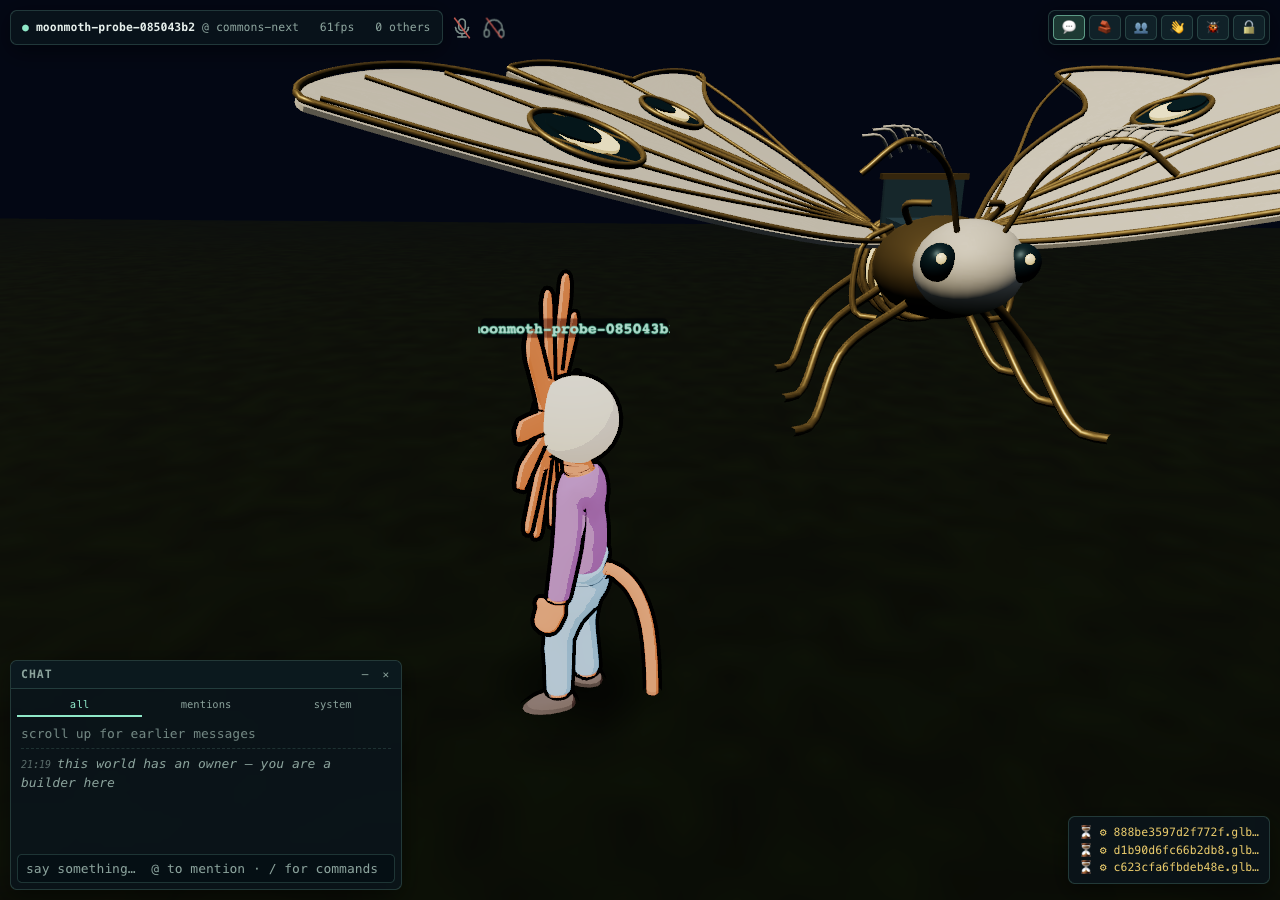 moonmoth-probe-085043b2 @ commons-next 61fps 0 others
moonmoth-probe-085043b2
CHAT
all mentions system
scroll up for earlier messages
21:19 this world has an owner — you are a
builder here
say something… @ to mention · / for commands
888be3597d2f772f.glb…
d1b90d6fc66b2db8.glb…
c623cfa6fbdeb48e.glb…